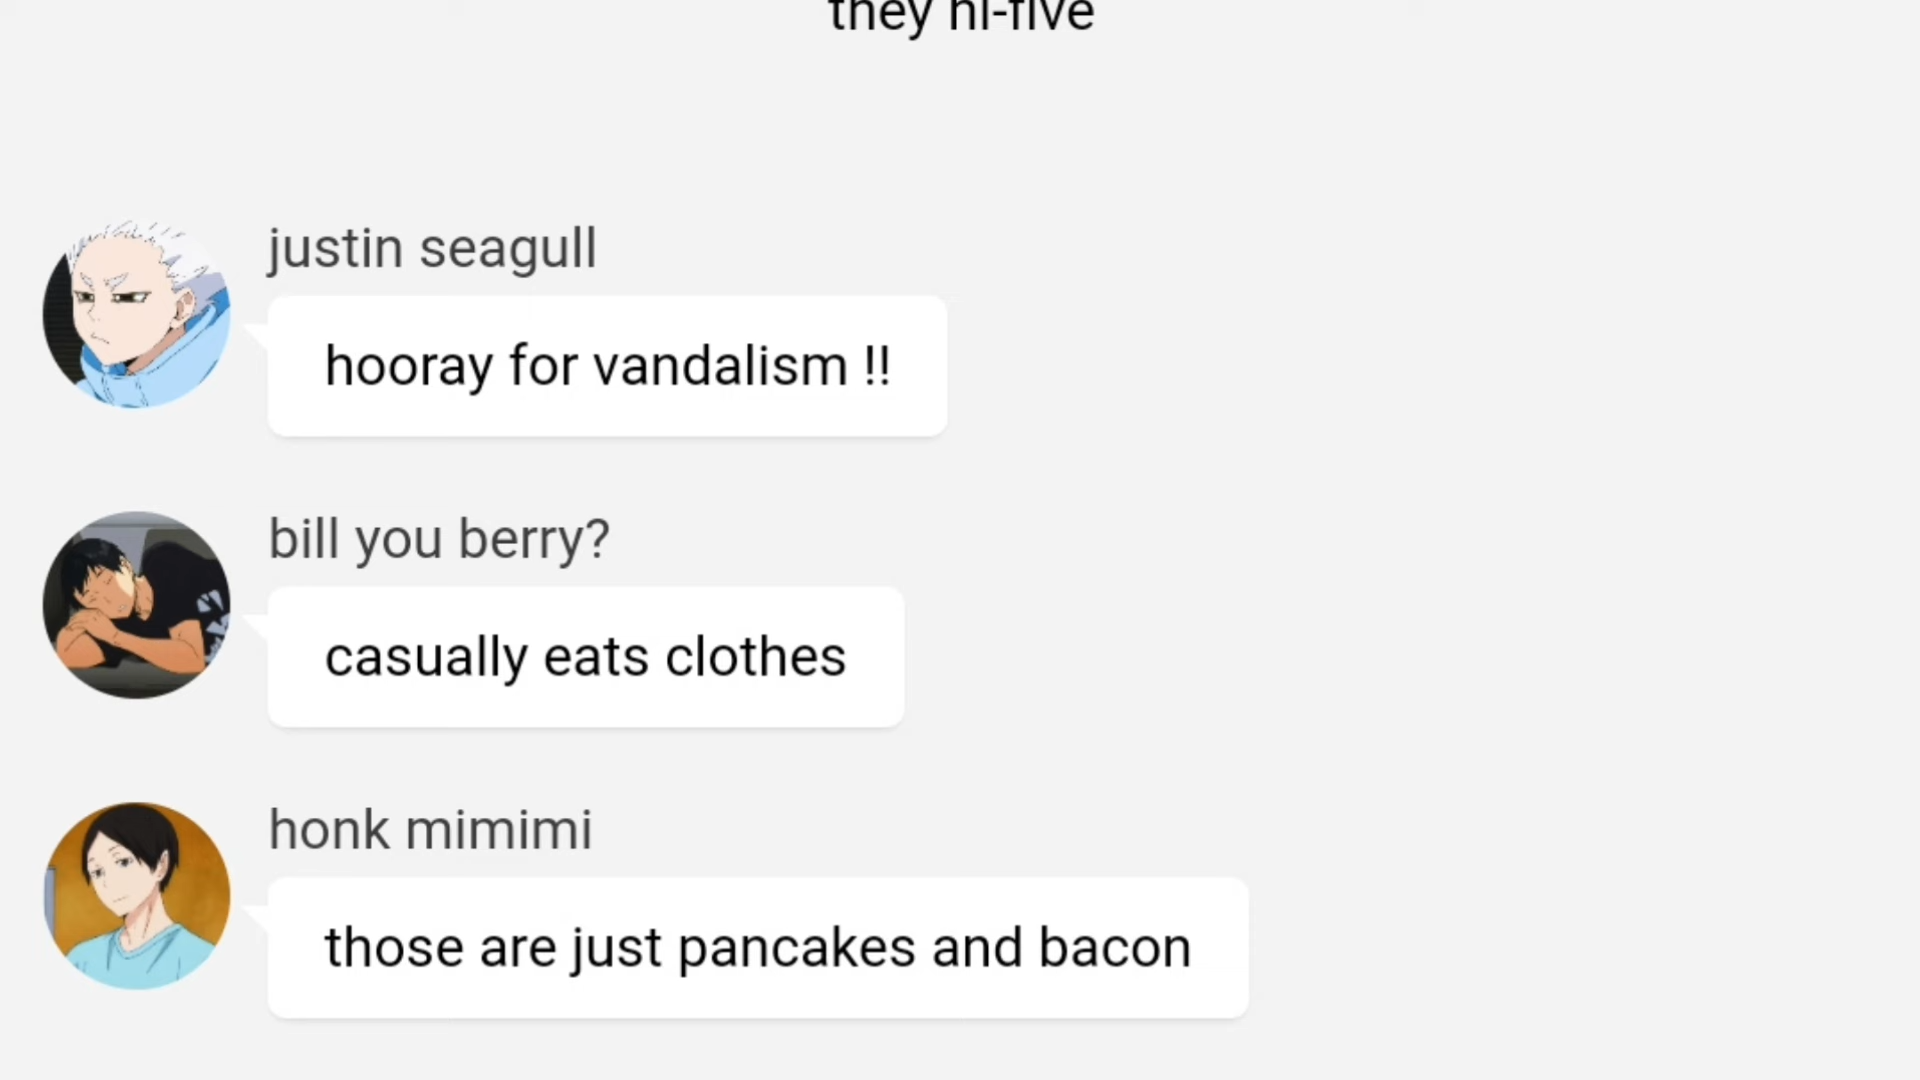 they hi-five
justin seagull
hooray for vandalism !!
bill you berry?
casually eats clothes
honk mimimi
those are just pancakes and bacon